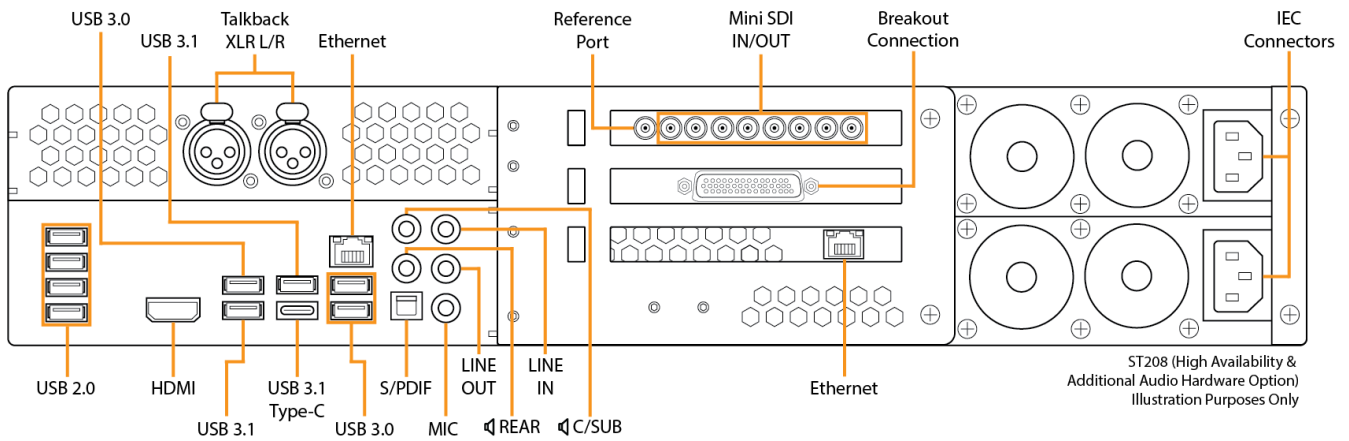 USB 3.0
Talkback
XLR L/R
USB 3.1
Ethernet
Reference
Port
Mini SDI
IN/OUT
Breakout
Connection
IEC
Connectors
USB 2.0
HDMI
USB 3.1
USB 3.1
Type-C
USB 3.0
S/PDIF
MIC
LINE
OUT
REAR
LINE
IN
C/SUB
Ethernet
ST208 (High Availability &
Additional Audio Hardware Option)
Illustration Purposes Only